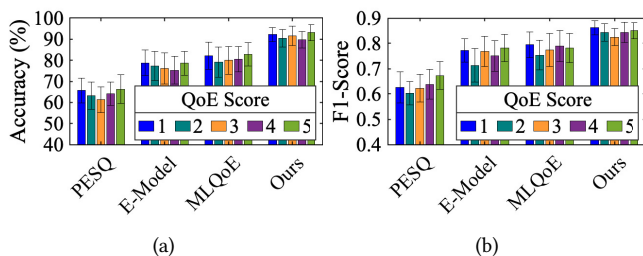 Accuracy (%)
100
90
80
70
60
50
40
QoE Score
1 2 3 4 5
PESQ
E-Model
MLQoE
Ours
(a)
F1-Score
0.9
0.8
0.7
0.6
0.5
0.4
QoE Score
1 2 3 4 5
PESQ
E-Model
MLQoE
Ours
(b)